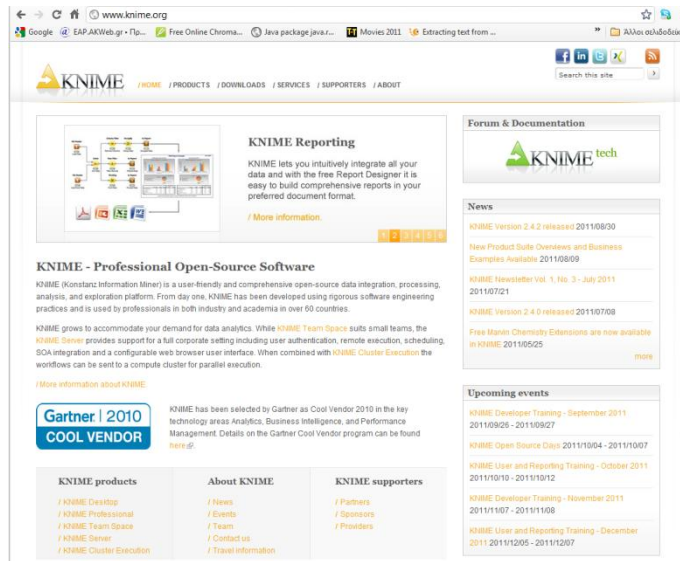 www.knime.org
Google EAP.AKWeb.gr • Πρ... Free Online Chroma... Java package java.r... Movies 2011 Extracting text from ... » Άλλοι σελιδοδείκ
KNIME
/HOME / PRODUCTS / DOWNLOADS / SERVICES / SUPPORTERS / ABOUT
Search this site
KNIME Reporting
KNIME lets you intuitively integrate all your
data and with the free Report Designer it is
easy to build comprehensive reports in your
preferred document format.
/ More information.
1 2 3 4 5 6
KNIME - Professional Open-Source Software
KNIME (Konstanz Information Miner) is a user-friendly and comprehensive open-source data integration, processing,
analysis, and exploration platform. From day one, KNIME has been developed using rigorous software engineering
practices and is used by professionals in both industry and academia in over 60 countries.
KNIME grows to accommodate your demand for data analytics. While KNIME Team Space suits small teams, the
KNIME Server provides support for a full corporate setting including user authentication, remote execution, scheduling,
SOA integration and a configurable web browser user interface. When combined with KNIME Cluster Execution the
workflows can be sent to a compute cluster for parallel execution.
/ More information about KNIME
Gartner | 2010
COOL VENDOR
KNIME has been selected by Gartner as Cool Vendor 2010 in the key
technology areas Analytics, Business Intelligence, and Performance
Management. Details on the Gartner Cool Vendor program can be found
here.
KNIME products
/ KNIME Desktop
/ KNIME Professional
/ KNIME Team Space
/ KNIME Server
/ KNIME Cluster Execution
About KNIME
/ News
/ Events
/ Team
/ Contact us
/ Travel information
KNIME supporters
/ Partners
/ Sponsors
/ Providers
Forum & Documentation
KNIME tech
News
KNIME Version 2.4.2 released 2011/08/30
New Product Suite Overviews and Business
Examples Available 2011/08/09
KNIME Newsletter Vol. 1, No. 3 - July 2011
2011/07/21
KNIME Version 2.4.0 released 2011/07/08
Free Marvin Chemistry Extensions are now available
in KNIME 2011/05/25
more
Upcoming events
KNIME Developer Training - September 2011
2011/09/26 - 2011/09/27
KNIME Open Source Days 2011/10/04 - 2011/10/07
KNIME User and Reporting Training - October 2011
2011/10/10 - 2011/10/12
KNIME Developer Training - November 2011
2011/11/07 - 2011/11/08
KNIME User and Reporting Training - December
2011 2011/12/05 - 2011/12/07